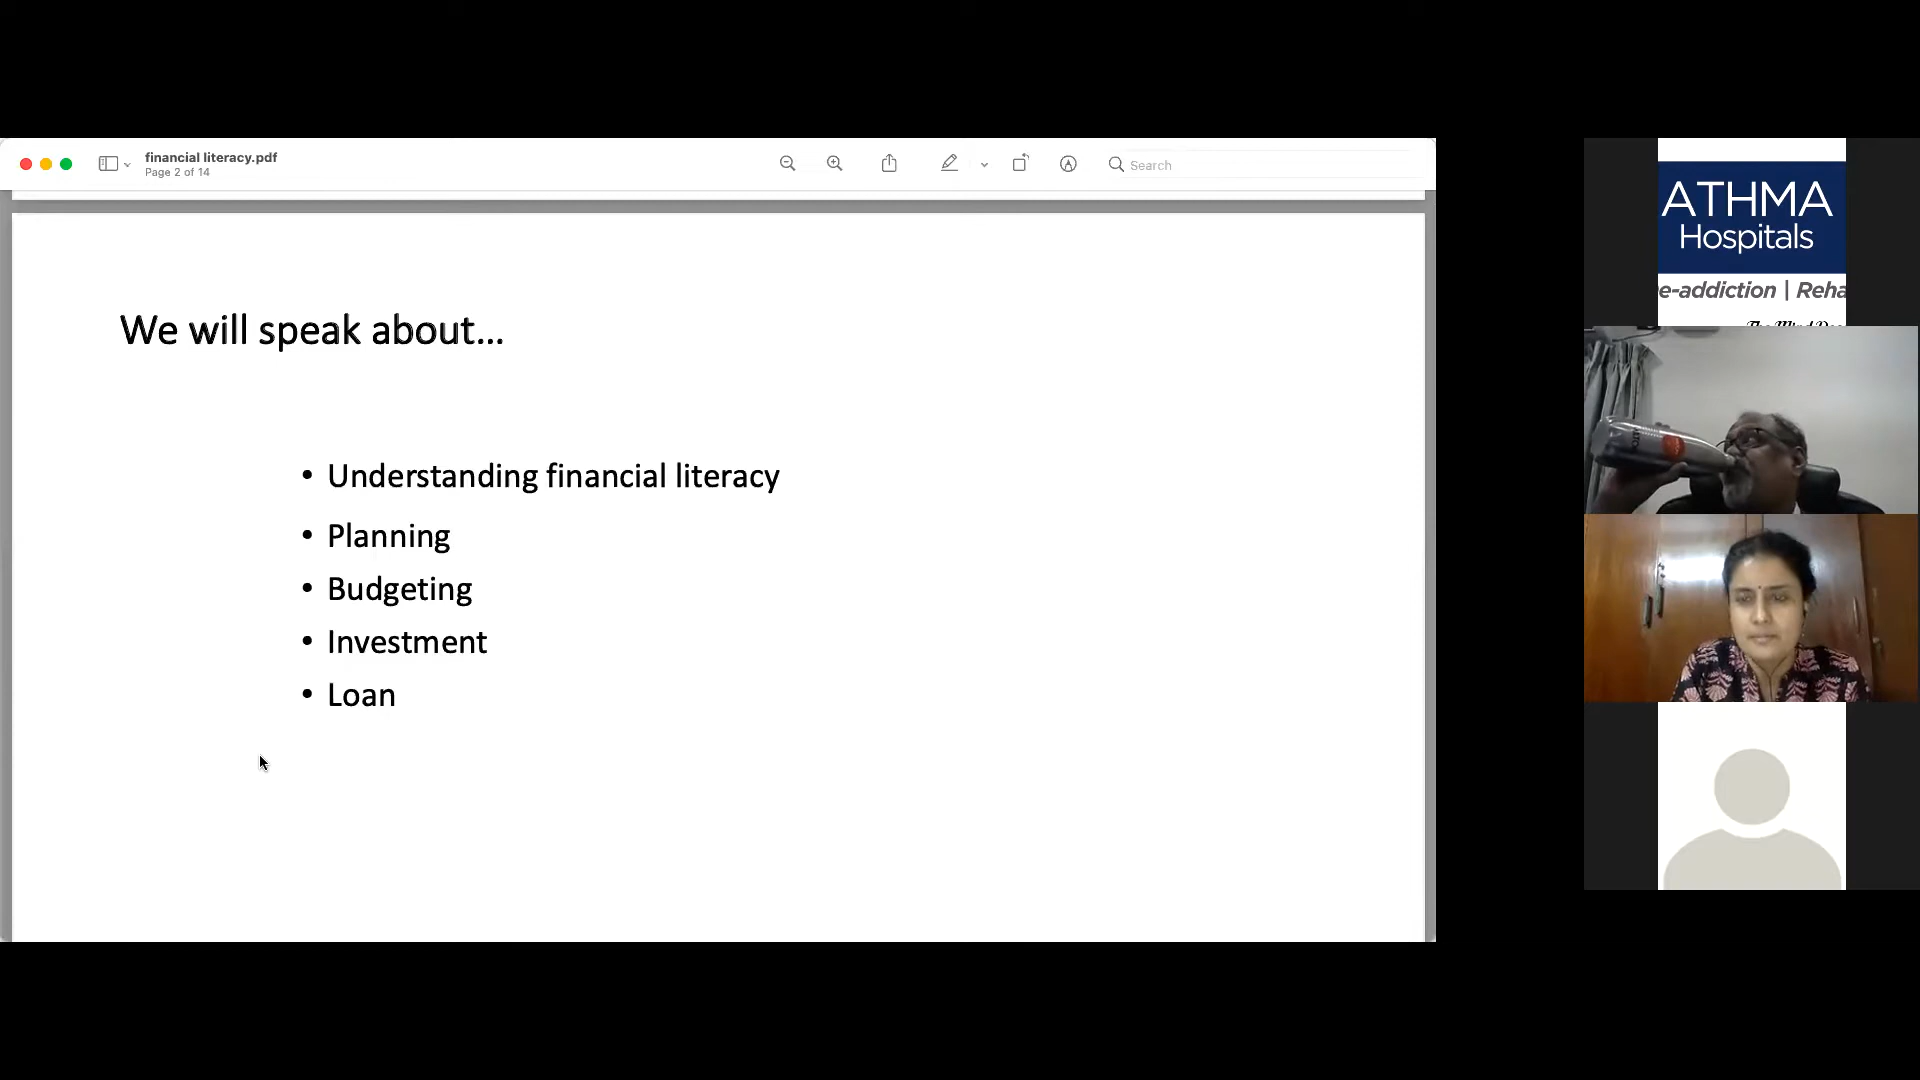 financial literacy.pdf
Page 2 of 14
Search
We will speak about...
• Understanding financial literacy
• Planning
• Budgeting
• Investment
• Loan
ATHMA
Hospitals
e-addiction | Reha